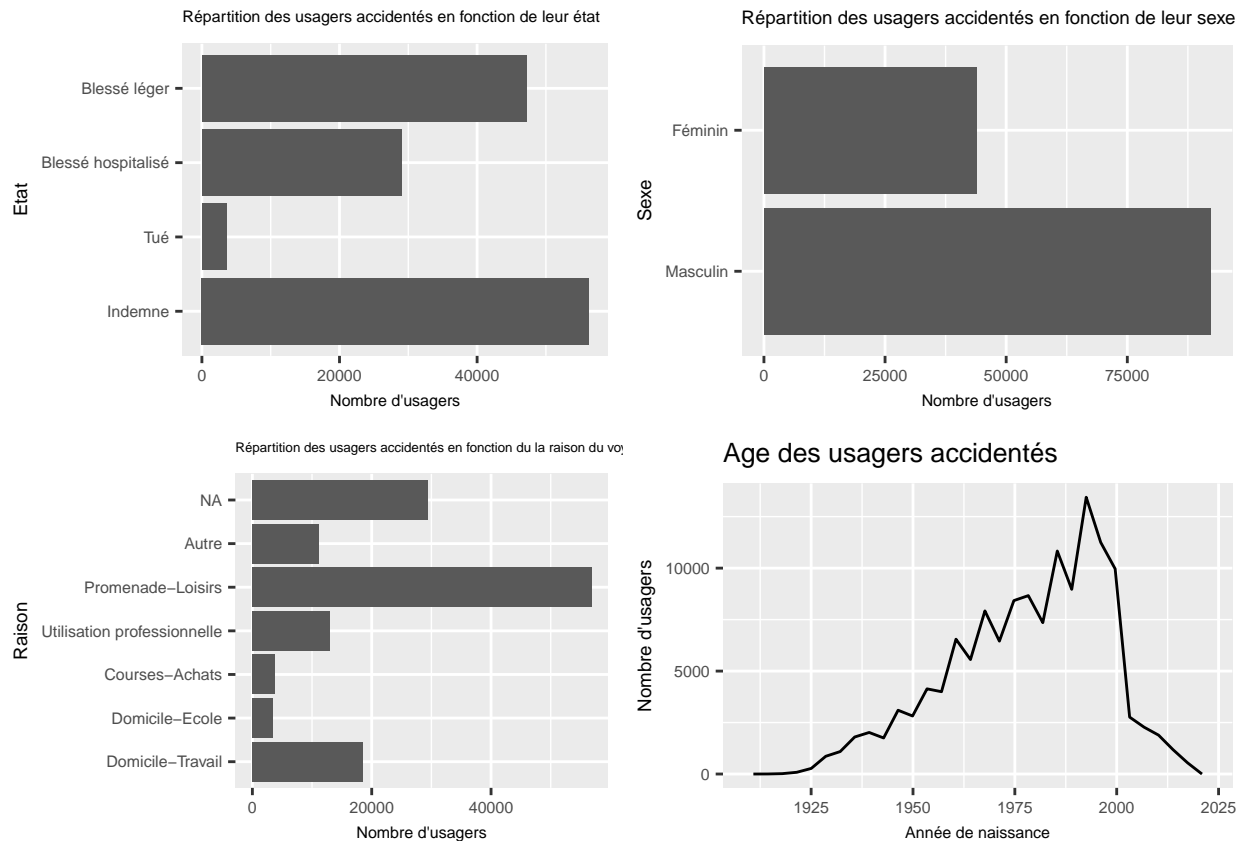 Répartition des usagers accidentés en fonction de leur état
Etat
Blessé léger
Blessé hospitalisé
Tué
Indemne
0 20000 40000
Nombre d'usagers
Répartition des usagers accidentés en fonction de leur sexe
Sexe
Féminin
Masculin
0 25000 50000 75000
Nombre d'usagers
Répartition des usagers accidentés en fonction du la raison du voy
Raison
NA
Autre
Promenade−Loisirs
Utilisation professionnelle
Courses−Achats
Domicile−Ecole
Domicile−Travail
0 20000 40000
Nombre d'usagers
Age des usagers accidentés
Nombre d'usagers
10000
5000
0
1925 1950 1975 2000 2025
Année de naissance